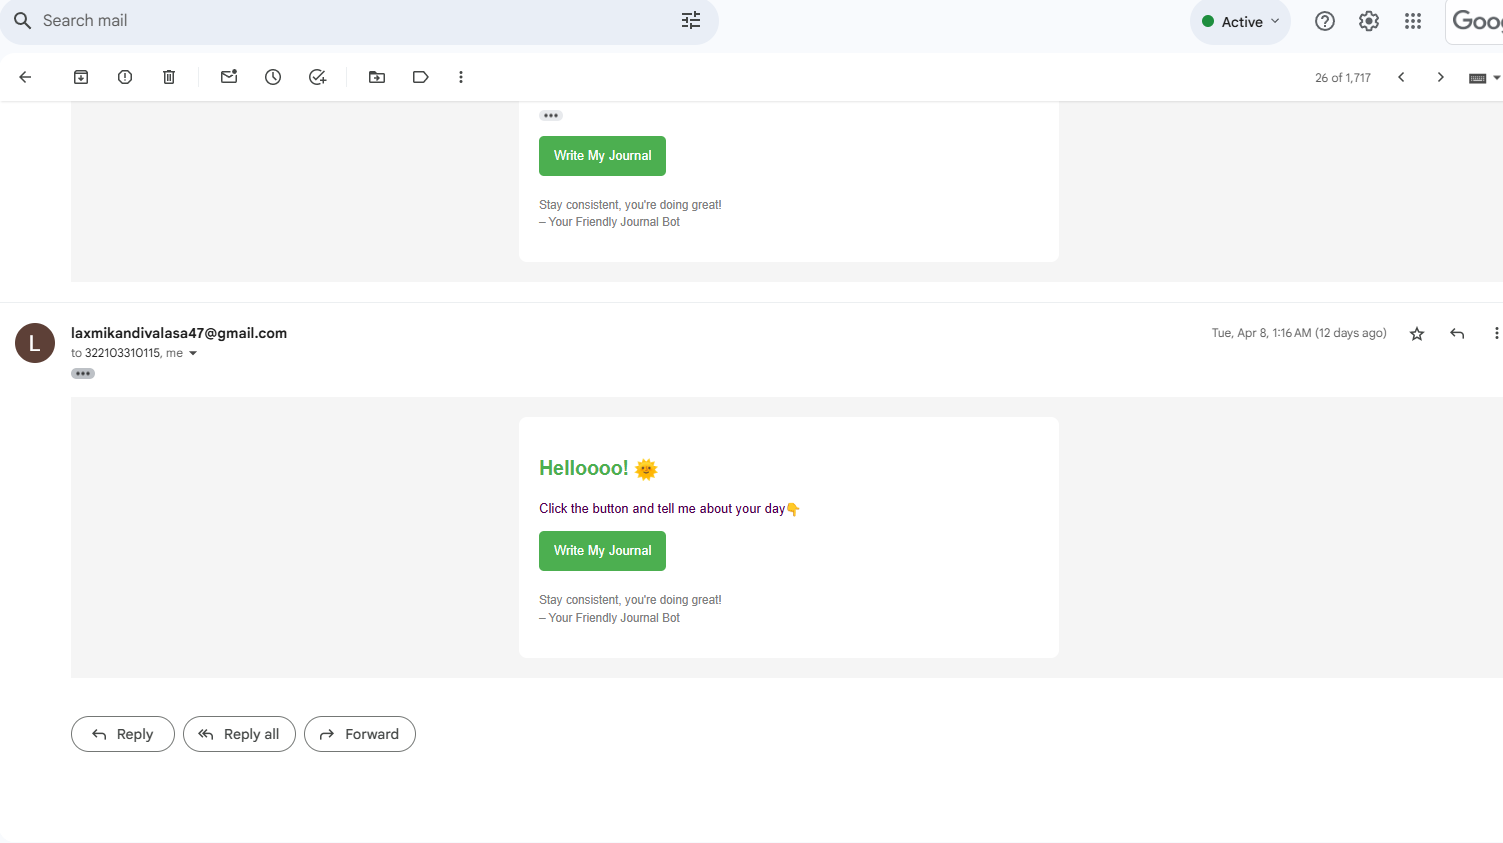 Search mail
Active
26 of 1,717
Write My Journal
Stay consistent, you're doing great!
– Your Friendly Journal Bot
laxmikandivalasa47@gmail.com
Tue, Apr 8, 1:16 AM (12 days ago)
to 322103310115, me
Helloooo! 🌞
Click the button and tell me about your day👇
Write My Journal
Stay consistent, you're doing great!
– Your Friendly Journal Bot
Reply
Reply all
Forward